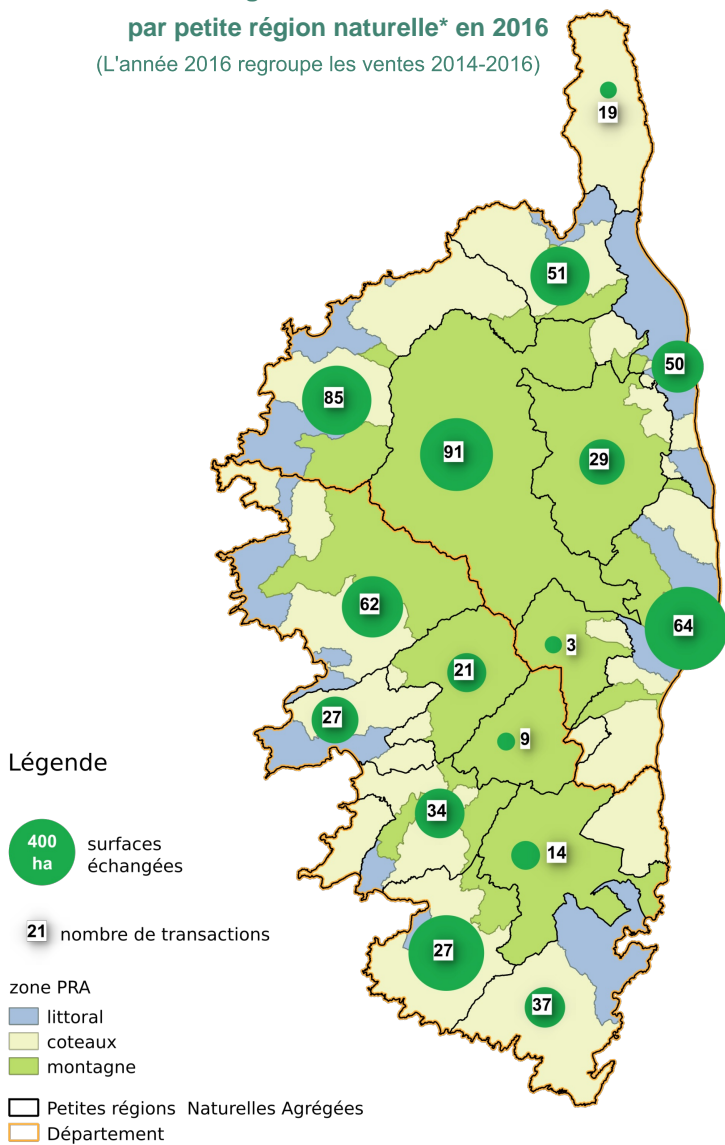 par petite région naturelle* en 2016
(L'année 2016 regroupe les ventes 2014-2016)
19
51
50
85
91
29
62
64
3
21
27
9
Légende
34
400
ha
surfaces
échangées
14
21 nombre de transactions
27
zone PRA
37
littoral
coteaux
montagne
Petites régions Naturelles Agrégées
Département